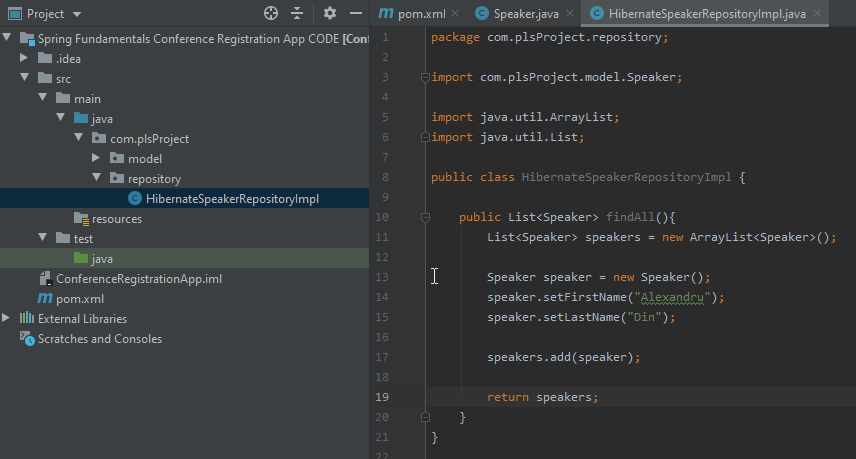 Project
Spring Fundamentals Conference Registration App CODE [Con
.idea
src
main
java
com.plsProject
model
repository
HibernateSpeakerRepositoryImpl
resources
test
java
ConferenceRegistrationApp.iml
pom.xml
External Libraries
Scratches and Consoles
pom.xml
Speaker.java
HibernateSpeakerRepositoryImpl.java
1 package com.plsProject.repository;
2
3 import com.plsProject.model.Speaker;
4
5 import java.util.ArrayList;
6 import java.util.List;
7
8 public class HibernateSpeakerRepositoryImpl {
9
10 public List<Speaker> findAll(){
11 List<Speaker> speakers = new ArrayList<Speaker>();
12
13 Speaker speaker = new Speaker();
14 speaker.setFirstName("Alexandru");
15 speaker.setLastName("Din");
16
17 speakers.add(speaker);
18
19 return speakers;
20 }
21 }
22